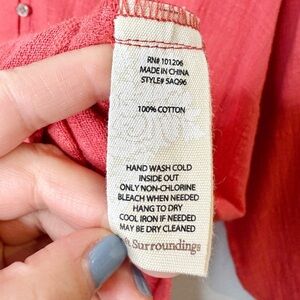 RN# 101206
MADE IN CHINA
STYLE# SAQ96
100% COTTON
HAND WASH COLD
INSIDE OUT
ONLY NON-CHLORINE
BLEACH WHEN NEEDED
HANG TO DRY
COOL IRON IF NEEDED
MAY BE DRY CLEANED
Surroundings